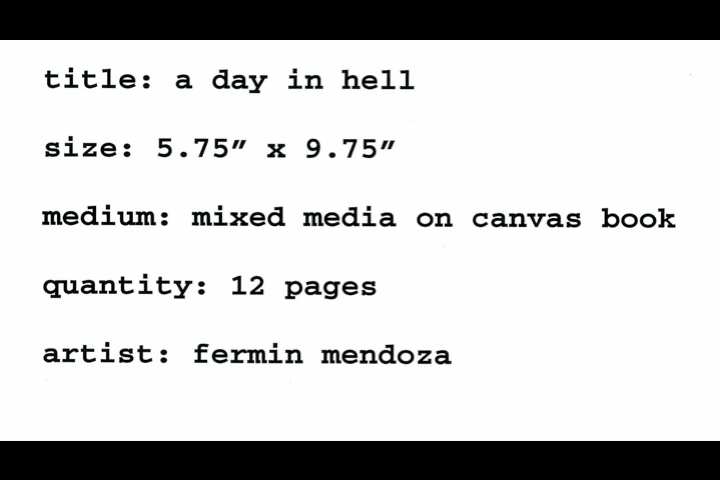 title: a day in hell
size: 5.75″ x 9.75″
medium: mixed media on canvas book
quantity: 12 pages
artist: fermin mendoza